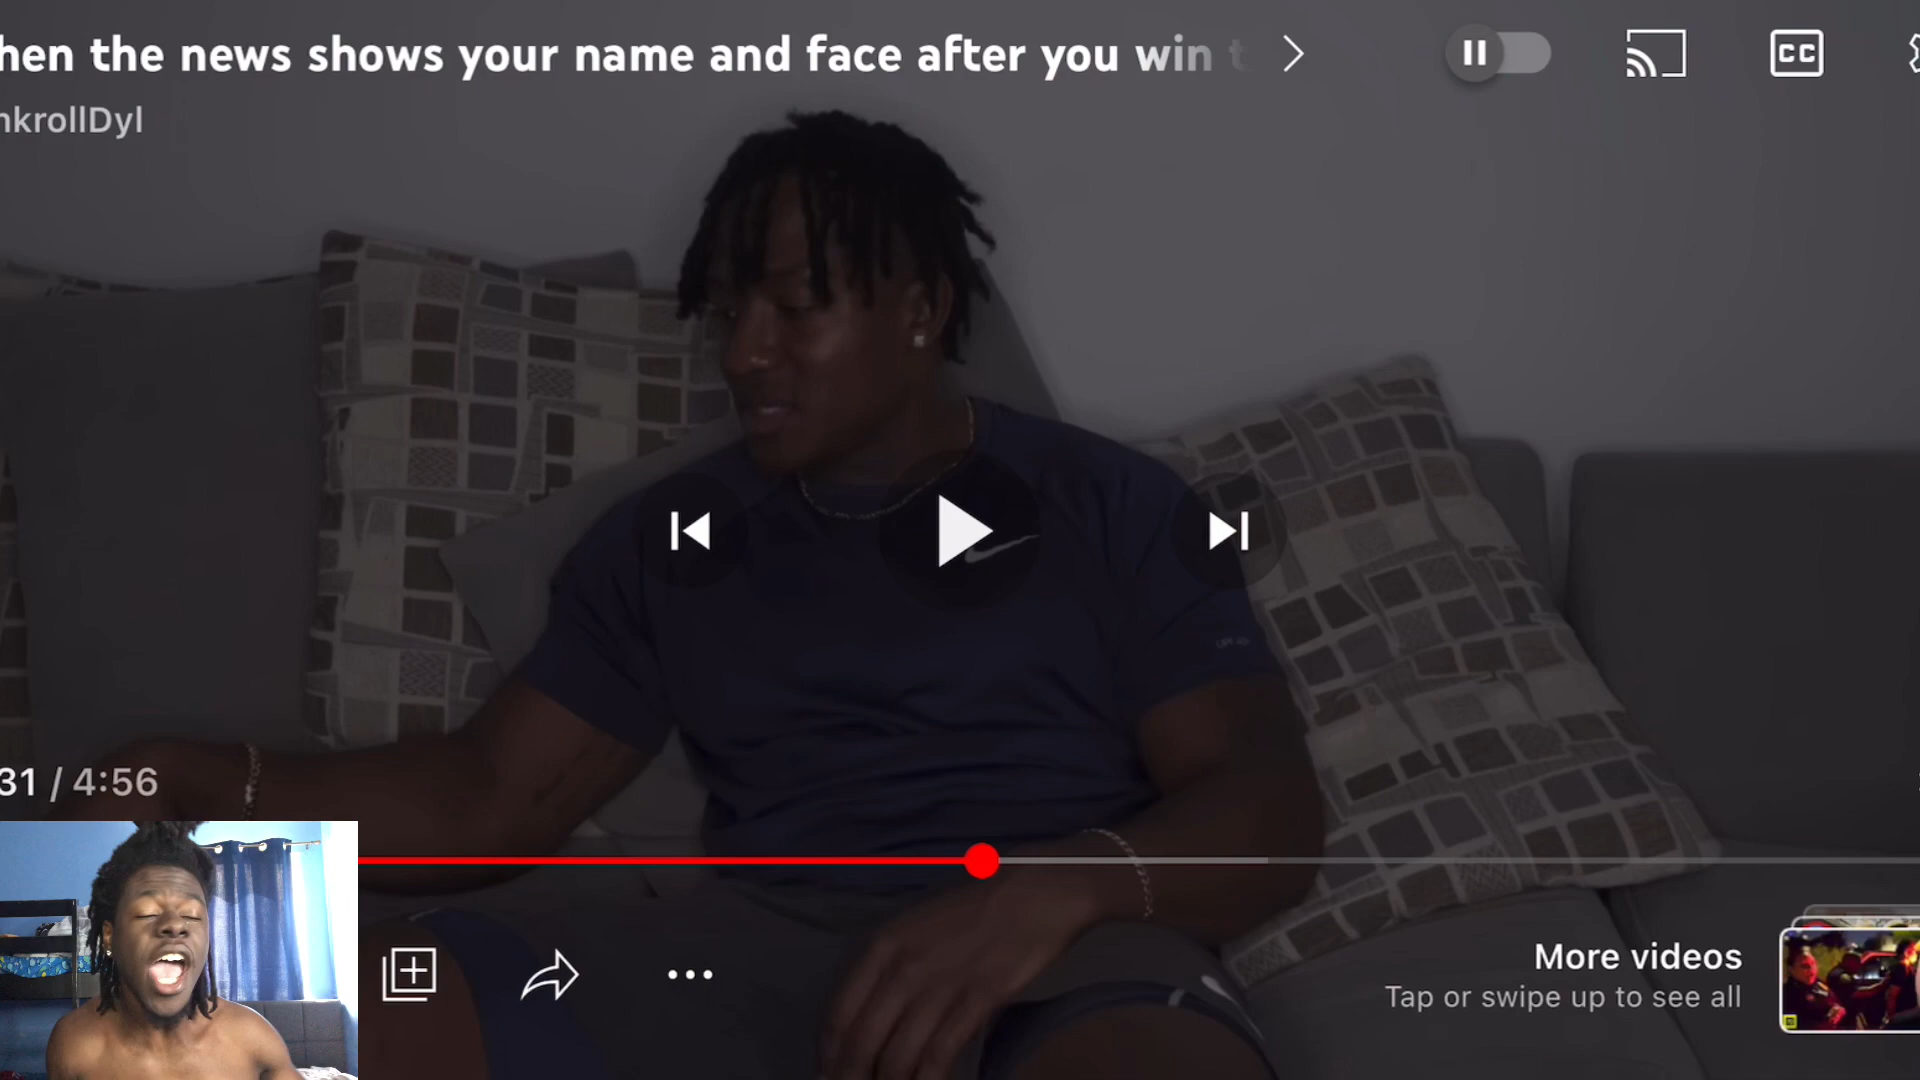 hen the news shows your name and face after you win t
nkrollDyl
CC
31 / 4:56
More videos
Tap or swipe up to see all